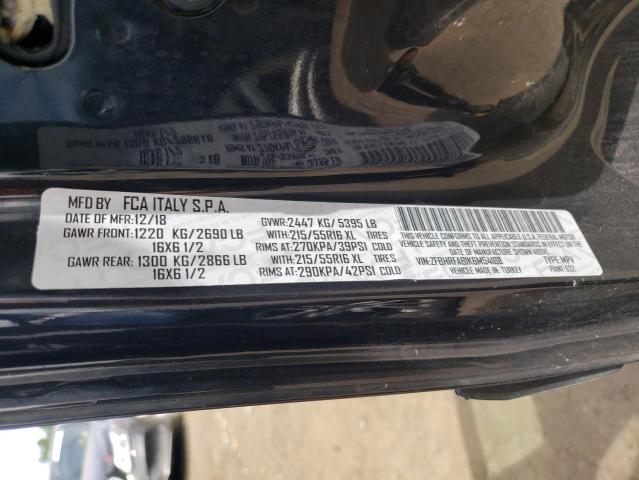 MFD BY FCA ITALY S.P.A.
DATE OF MFR: 12/18 GVWR: 2447 KG/ 5395 LB
GAWR FRONT: 1220 KG/2690 LB WITH: 215/55R16 XL TIRES
16X6 1/2 RIMS AT: 270KPA/39PSI COLD
GAWR REAR: 1300 KG/2866 LB WITH: 215/55R16 XL TIRES
16X6 1/2 RIMS AT: 290KPA/42PSI COLD
THIS VEHICLE CONFORMS TO ALL APPLICABLE U.S.A. FEDERAL MOTOR
VEHICLE SAFETY AND THEFT PREVENTION STANDARDS IN EFFECT
ON THE DATE OF MANUFACTURE SHOWN ABOVE.
VIN: TYPE: MPV
VEHICLE MADE IN: TURKEY PAINT: 632